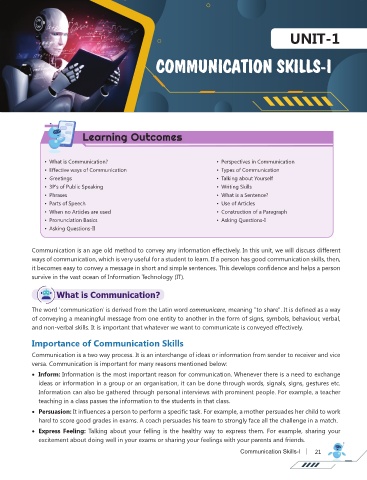 UNIT-1
COMMUNICATION SKILLS-I
Learning Outcomes
• What is Communication?
• Effective ways of Communication
• Greetings
• 3P's of Public Speaking
• Phrases
• Parts of Speech
• When no Articles are used
• Pronunciation Basics
• Asking Questions-II
• Perspectives in Communication
• Types of Communication
• Talking about Yourself
• Writing Skills
• What is a Sentence?
• Use of Articles
• Construction of a Paragraph
• Asking Questions-I
Communication is an age old method to convey any information effectively. In this unit, we will discuss different
ways of communication, which is very useful for a student to learn. If a person has good communication skills, then,
it becomes easy to convey a message in short and simple sentences. This develops confidence and helps a person
survive in the vast ocean of Information Technology (IT).
What is Communication?
The word 'communication' is derived from the Latin word communicare, meaning "to share". It is defined as a way
of conveying a meaningful message from one entity to another in the form of signs, symbols, behaviour, verbal,
and non-verbal skills. It is important that whatever we want to communicate is conveyed effectively.
Importance of Communication Skills
Communication is a two way process. It is an interchange of ideas or information from sender to receiver and vice
versa. Communication is important for many reasons mentioned below:
• Inform: Information is the most important reason for communication. Whenever there is a need to exchange
ideas or information in a group or an organisation, it can be done through words, signals, signs, gestures etc.
Information can also be gathered through personal interviews with prominent people. For example, a teacher
teaching in a class passes the information to the students in that class.
• Persuasion: It influences a person to perform a specific task. For example, a mother persuades her child to work
hard to score good grades in exams. A coach persuades his team to strongly face all the challenge in a match.
• Express Feeling: Talking about your felling is the healthy way to express them. For example, sharing your
excitement about doing well in your exams or sharing your feelings with your parents and friends.
Communication Skills-I | 21